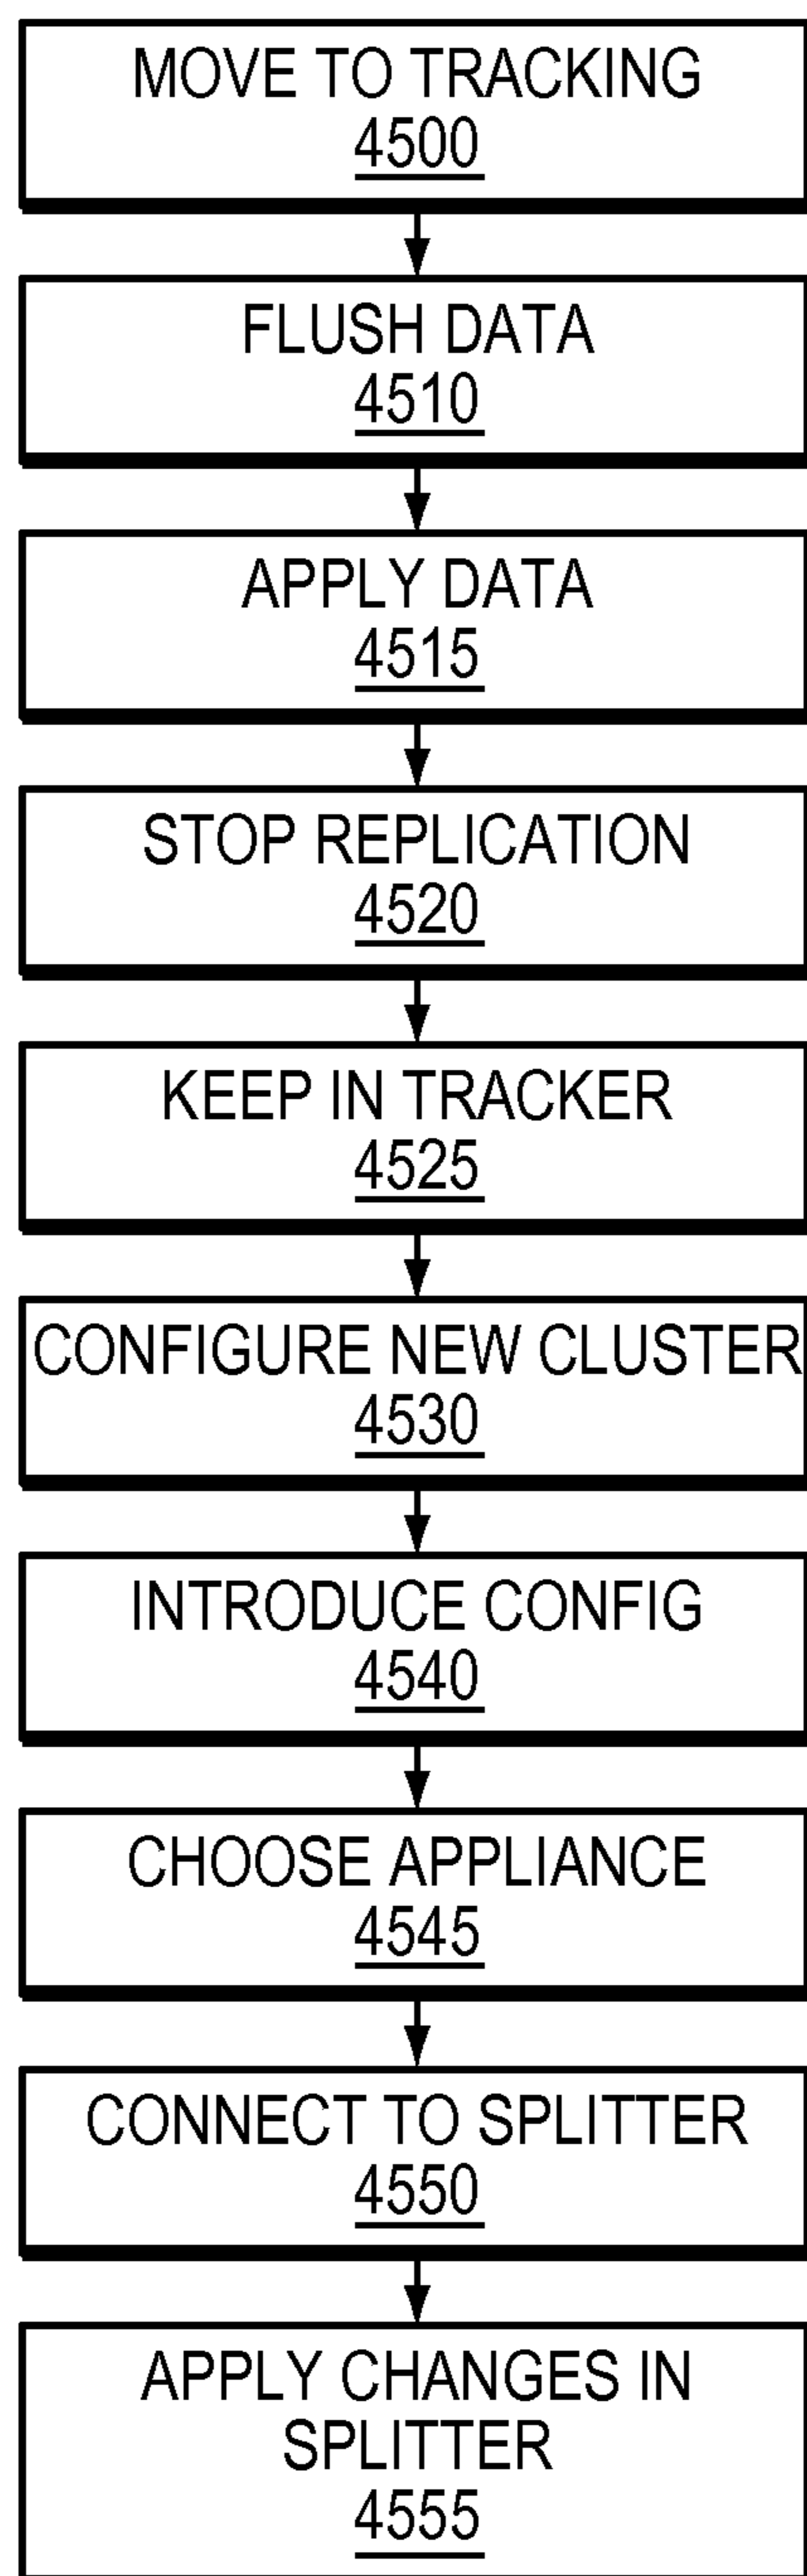 MOVE TO TRACKING
4500
FLUSH DATA
4510
APPLY DATA
4515
STOP REPLICATION
4520
KEEP IN TRACKER
4525
CONFIGURE NEW CLUSTER
4530
INTRODUCE CONFIG
4540
CHOOSE APPLIANCE
4545
CONNECT TO SPLITTER
4550
APPLY CHANGES IN
SPLITTER
4555